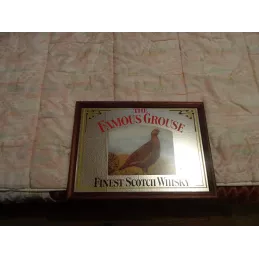 THE
FAMOUS GROUSE
FINEST SCOTCH WHISKY